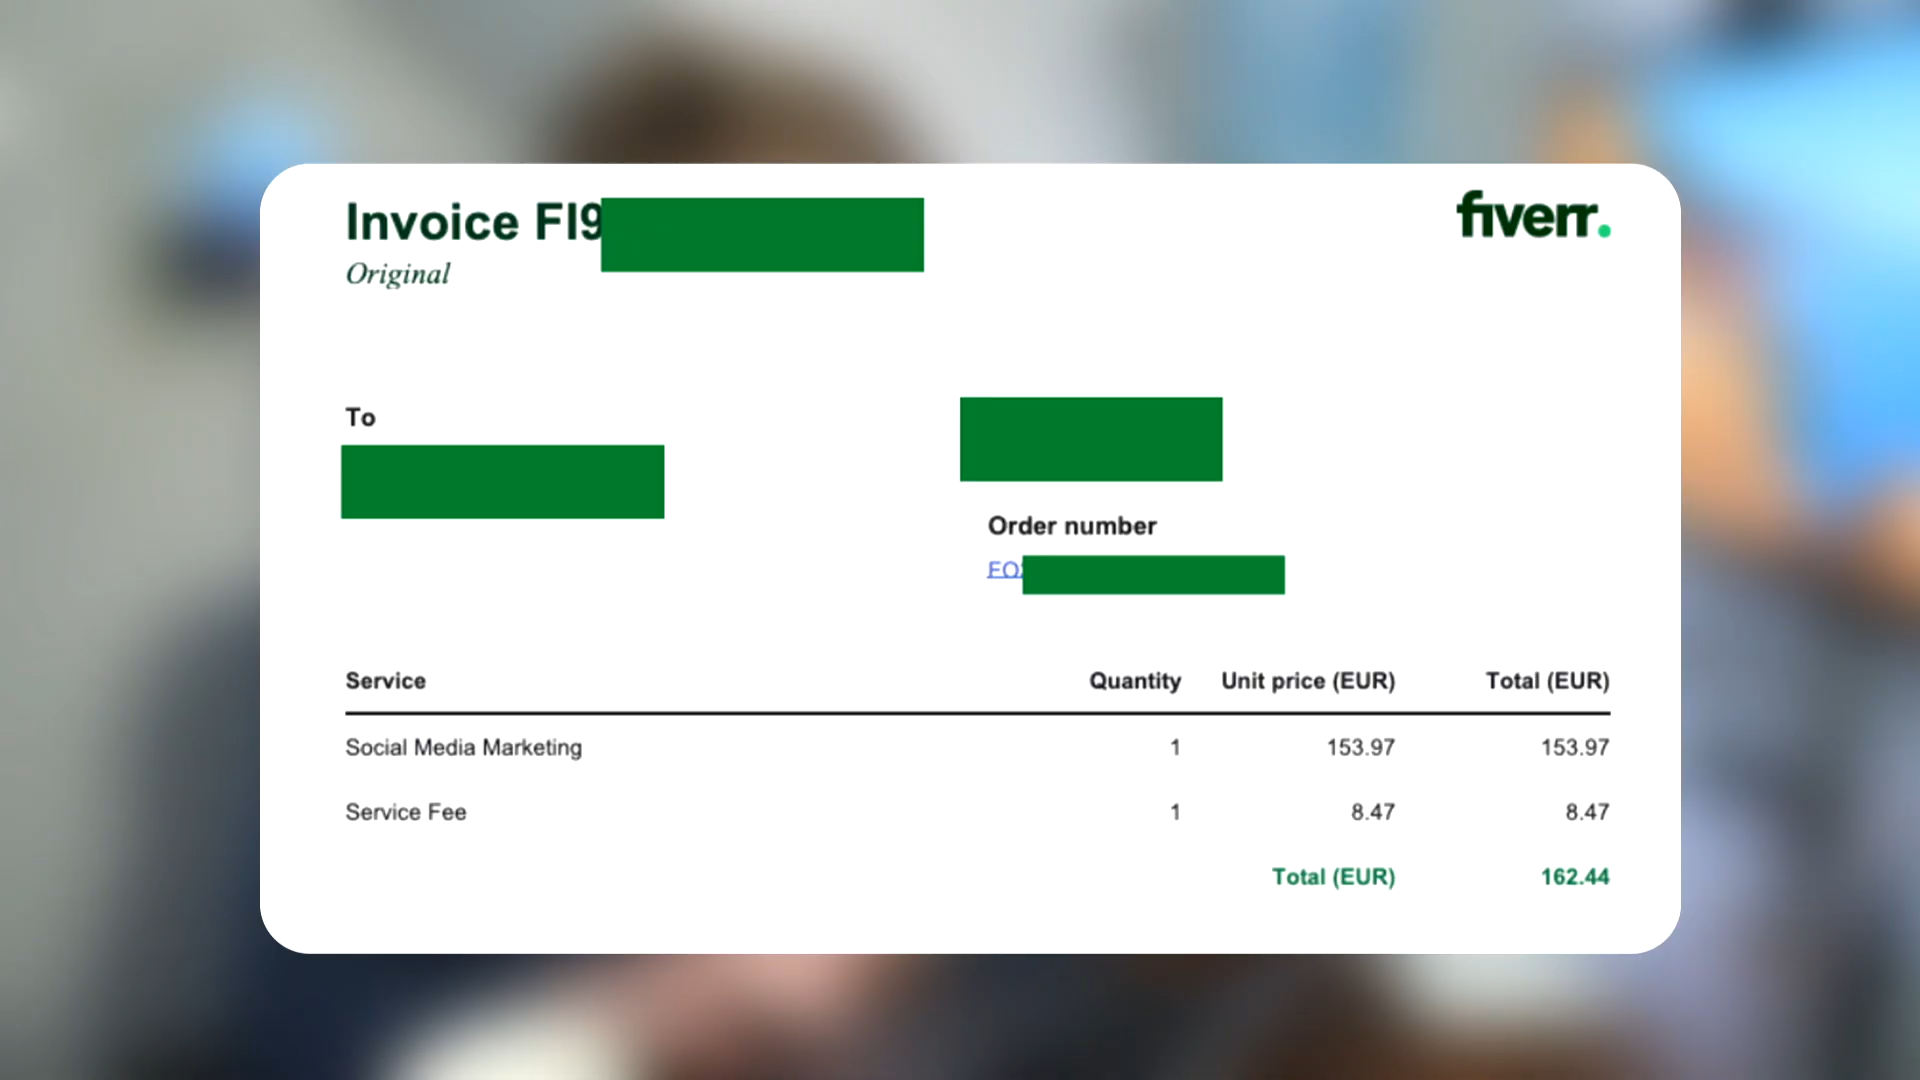 Invoice FI9
fiverr.
Original
To
Order number
Service Quantity Unit price (EUR) Total (EUR)
Social Media Marketing 1 153.97 153.97
Service Fee 1 8.47 8.47
Total (EUR) 162.44